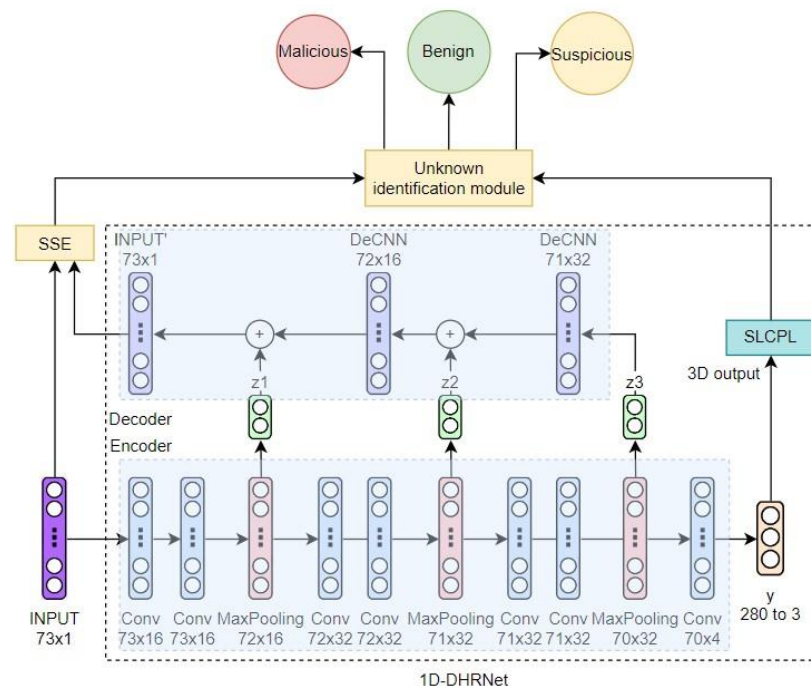 Malicious
Benign
Suspicious
Unknown
identification module
SSE
INPUT'
73x1
DeCNN
72x16
DeCNN
71x32
+
+
SLCPL
3D output
z1
z2
z3
Decoder
Encoder
INPUT
73x1
Conv
73x16
Conv
73x16
MaxPooling
72x16
Conv
72x32
Conv
72x32
MaxPooling
71x32
Conv
71x32
Conv
71x32
MaxPooling
70x32
Conv
70x4
y
280 to 3
1D-DHRNet